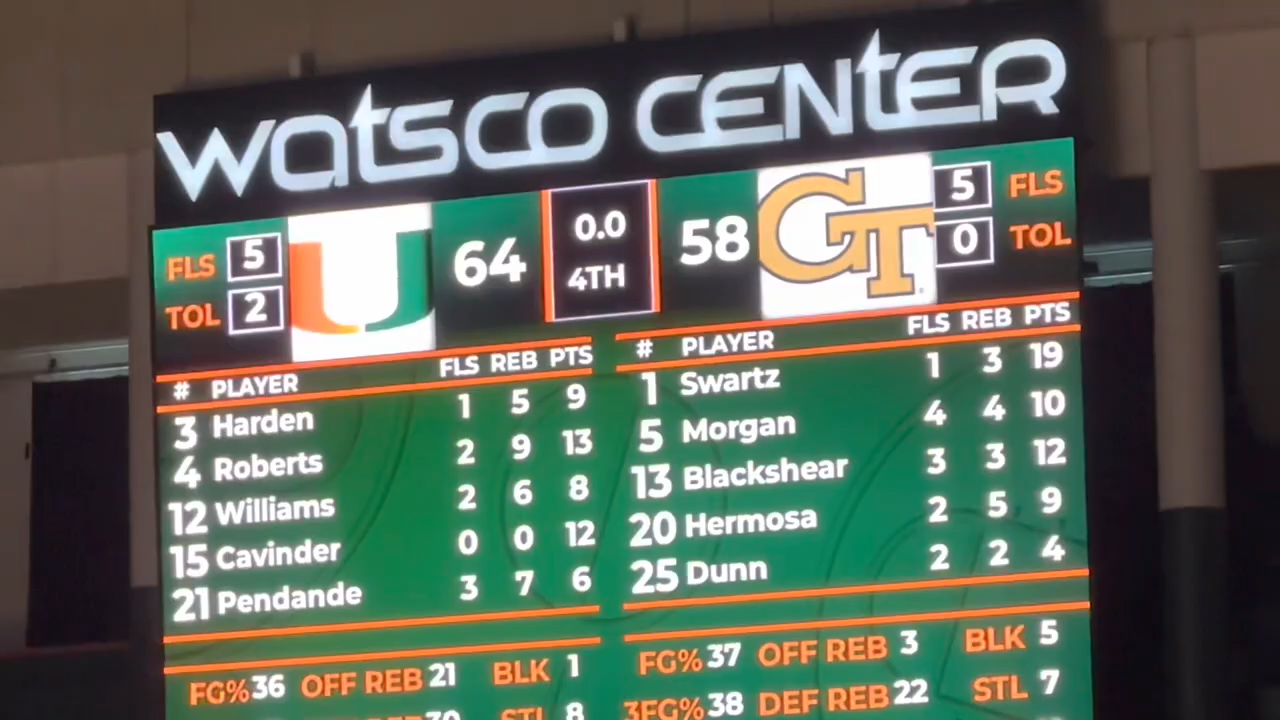 WATSCO CENTER
FLS 5 64 0.0 58 GT 5 FLS
TOL 2 U 4TH 0 TOL
# PLAYER FLS REB PTS
3 Harden 1 5 9
4 Roberts 2 9 13
12 Williams 2 6 8
15 Cavinder 0 0 12
21 Pendande 3 7 6
FG% 36 OFF REB 21 BLK 1
STL 8
# PLAYER FLS REB PTS
1 Swartz 1 3 19
5 Morgan 4 4 10
13 Blackshear 3 3 12
20 Hermosa 2 5 9
25 Dunn 2 2 4
FG% 37 OFF REB 3 BLK 5
3FG% 38 DEF REB 22 STL 7